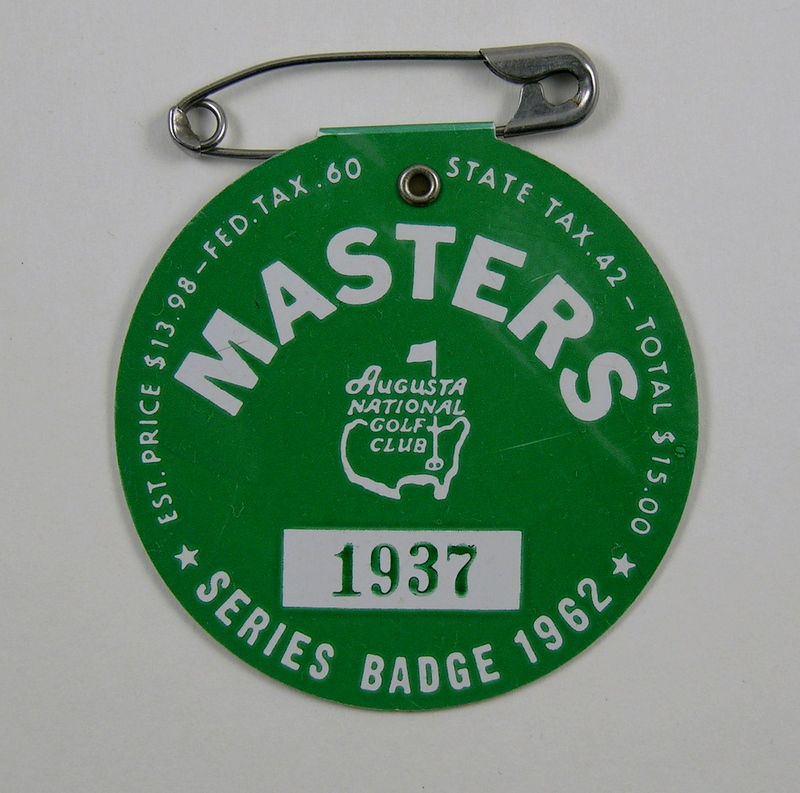 EST. PRICE $13.98-FED.TAX.60
STATE TAX.42-TOTAL $15.00
MASTERS
AUGUSTA
NATIONAL
GOLF
CLUB
1937
★ SERIES BADGE 1962 ★